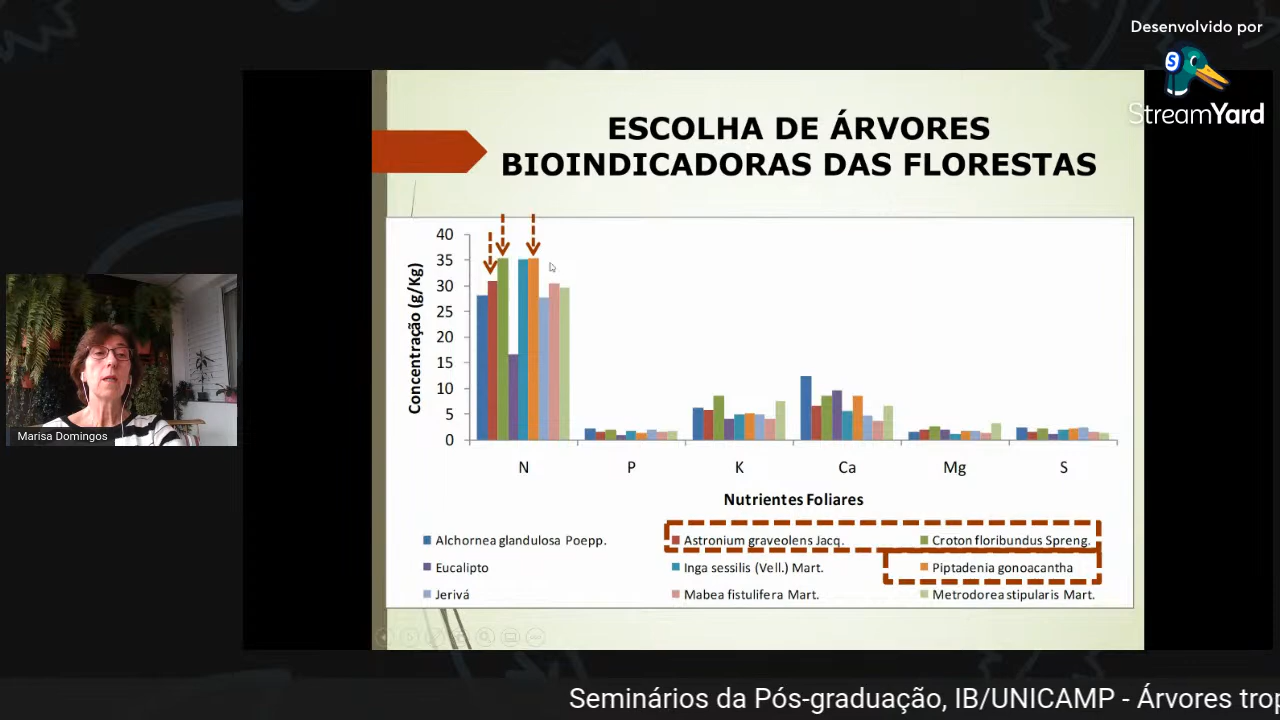 Desenvolvido por
StreamYard
ESCOLHA DE ÁRVORES
BIOINDICADORAS DAS FLORESTAS
40
35
30
25
20
15
10
5
0
Concentração (g/Kg)
N P K Ca Mg S
Nutrientes Foliares
Alchornea glandulosa Poepp. Astronium graveolens Jacq. Croton floribundus Spreng.
Eucalipto Inga sessilis (Vell.) Mart. Piptadenia gonoacantha
Jerivá Mabea fistulifera Mart. Metrodorea stipularis Mart.
Marisa Domingos
Seminários da Pós-graduação, IB/UNICAMP - Árvores trop